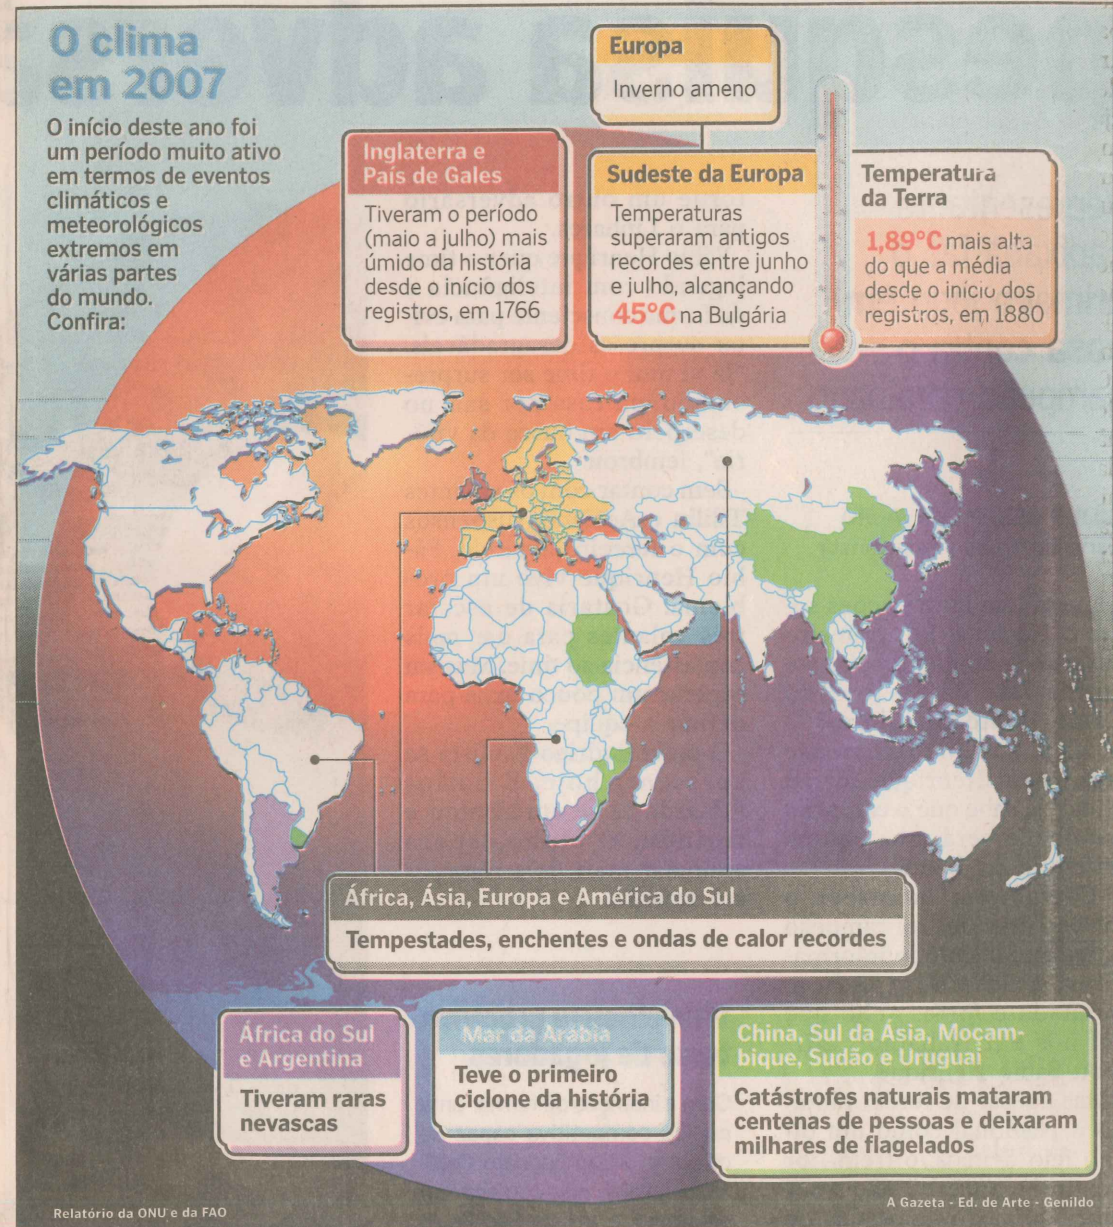 O clima
em 2007
O início deste ano foi
um período muito ativo
em termos de eventos
climáticos e
meteorológicos
extremos em
várias partes
do mundo.
Confira:
Europa
Inverno ameno
Inglaterra e
País de Gales
Tiveram o período
(maio a julho) mais
úmido da história
desde o início dos
registros, em 1766
Sudeste da Europa
Temperaturas
superaram antigos
recordes entre junho
e julho, alcançando
45°C na Bulgária
Temperatura
da Terra
1,89°C mais alta
do que a média
desde o início dos
registros, em 1880
África, Ásia, Europa e América do Sul
Tempestades, enchentes e ondas de calor recordes
África do Sul
e Argentina
Tiveram raras
nevascas
Mar da Arábia
Teve o primeiro
ciclone da história
China, Sul da Ásia, Moçam-
bique, Sudão e Uruguai
Catástrofes naturais mataram
centenas de pessoas e deixaram
milhares de flagelados
Relatório da ONU e da FAO
A Gazeta - Ed. de Arte - Genildo